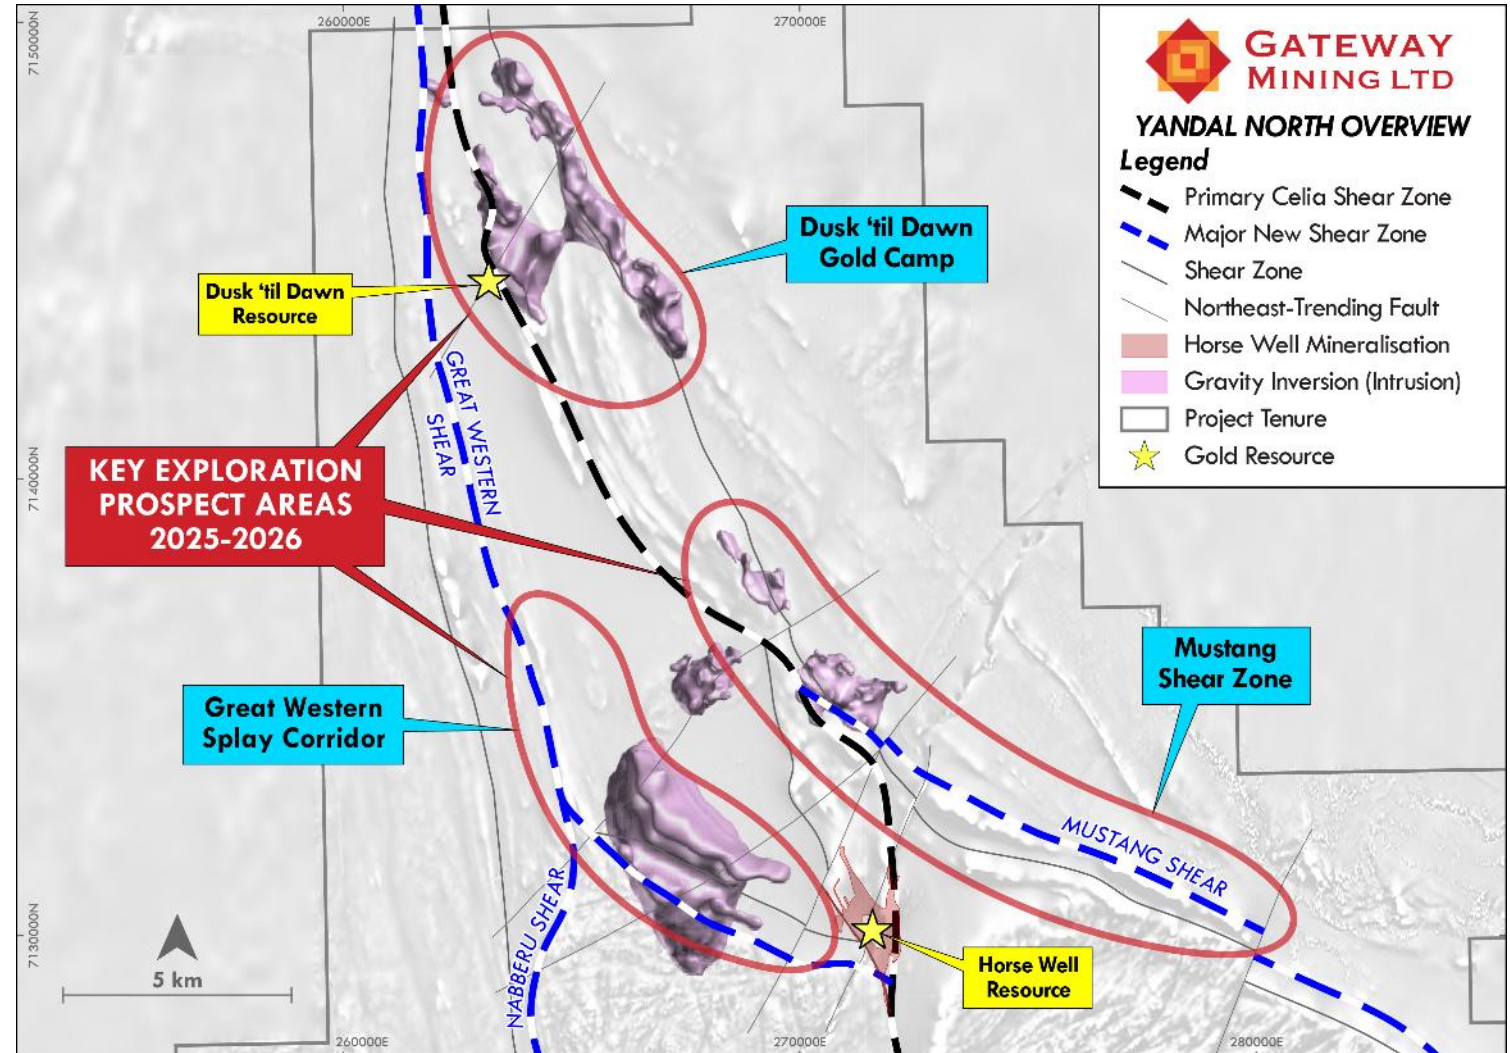 260000E
270000E
7150000N
GATEWAY
MINING LTD
YANDAL NORTH OVERVIEW
Legend
Primary Celia Shear Zone
Major New Shear Zone
Shear Zone
Northeast-Trending Fault
Horse Well Mineralisation
Gravity Inversion (Intrusion)
Project Tenure
Gold Resource
Dusk ‘til Dawn
Gold Camp
Dusk ‘til Dawn
Resource
GREAT WESTERN
SHEAR
KEY EXPLORATION
PROSPECT AREAS
2025-2026
7140000N
Mustang
Shear Zone
Great Western
Splay Corridor
MUSTANG SHEAR
NABBERU SHEAR
7130000N
5 km
Horse Well
Resource
260000E
270000E
280000E